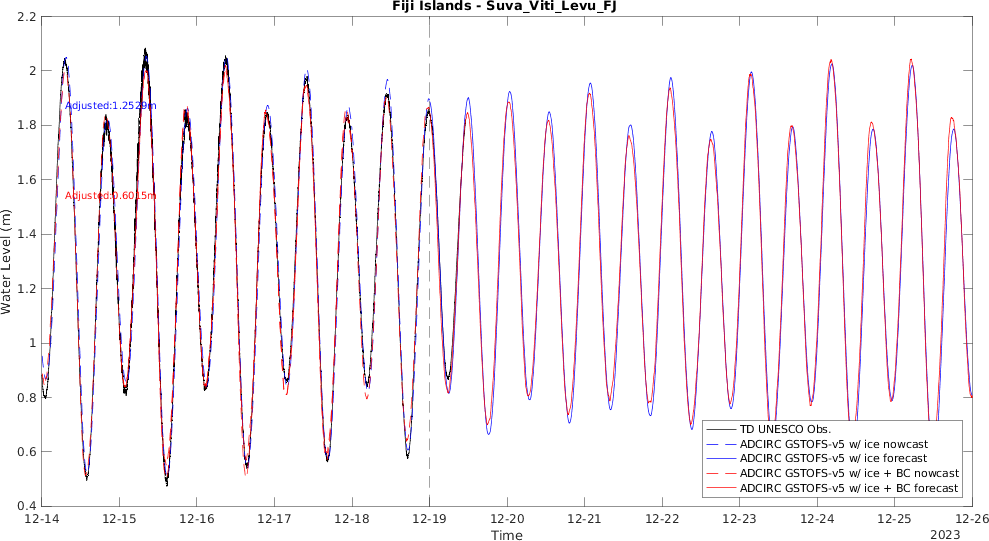 Fiji Islands - Suva_Viti_Levu_FJ
2.2
2
1.8
1.6
1.4
1.2
1
0.8
0.6
0.4
Water Level (m)
Adjusted:1.2529m
Adjusted:0.6015m
TD UNESCO Obs.
ADCIRC GSTOFS-v5 w/ ice nowcast
ADCIRC GSTOFS-v5 w/ ice forecast
ADCIRC GSTOFS-v5 w/ ice + BC nowcast
ADCIRC GSTOFS-v5 w/ ice + BC forecast
12-14 12-15 12-16 12-17 12-18 12-19 12-20 12-21 12-22 12-23 12-24 12-25 12-26
Time
2023